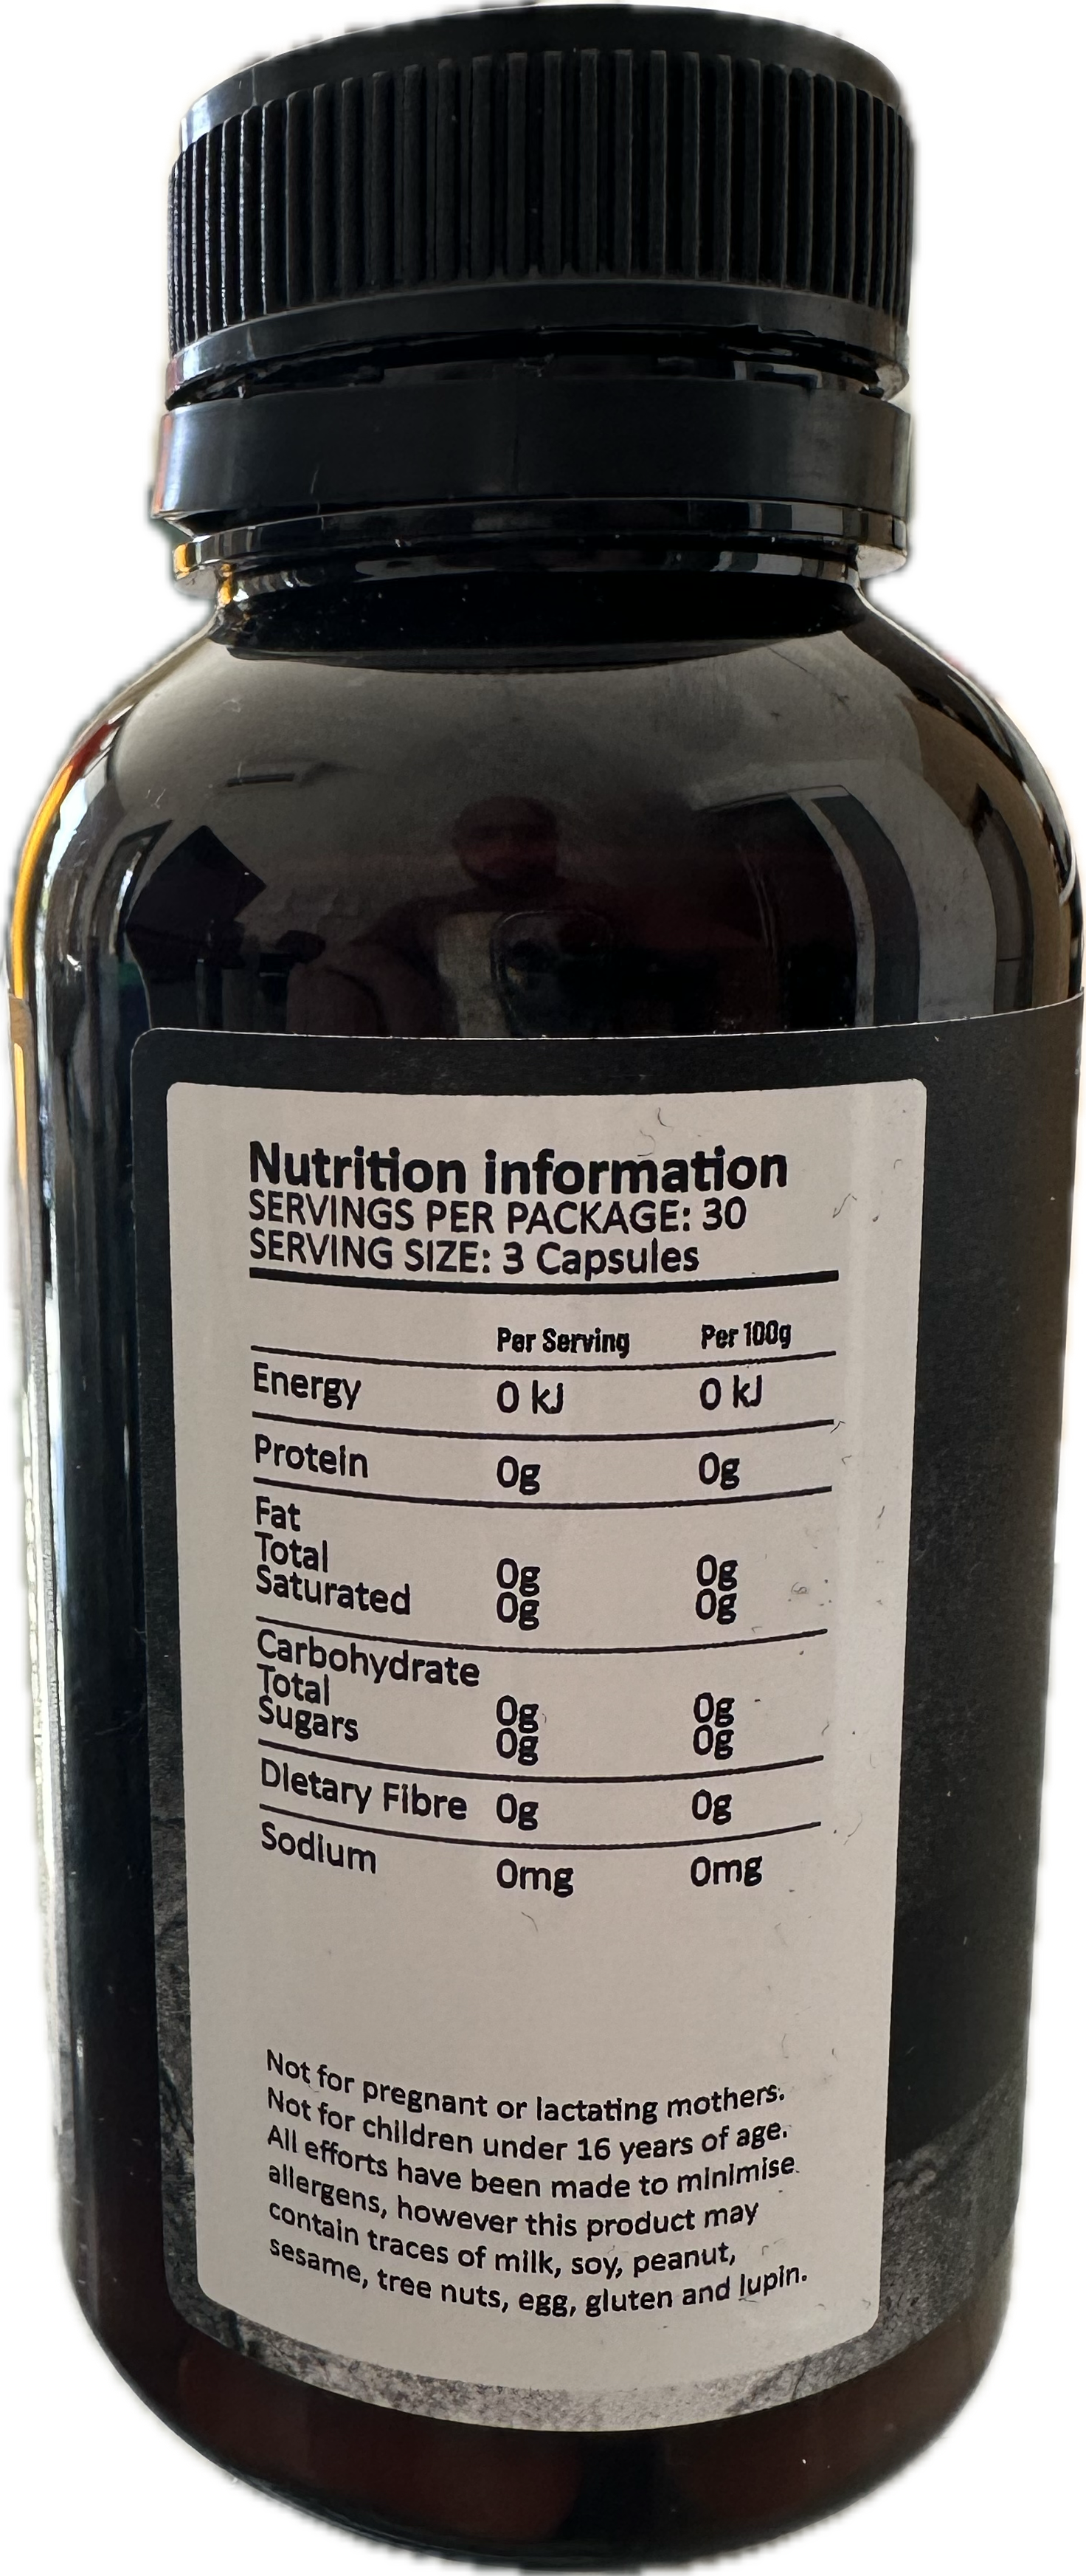 Nutrition information
SERVINGS PER PACKAGE: 30
SERVING SIZE: 3 Capsules
Per Serving Per 100g
Energy 0 kJ 0 kJ
Protein 0g 0g
Fat
Total 0g 0g
Saturated 0g 0g
Carbohydrate
Total 0g 0g
Sugars 0g 0g
Dietary Fibre 0g 0g
Sodium 0mg 0mg
Not for pregnant or lactating mothers.
Not for children under 16 years of age.
All efforts have been made to minimise
allergens, however this product may
contain traces of milk, soy, peanut,
sesame, tree nuts, egg, gluten and lupin.